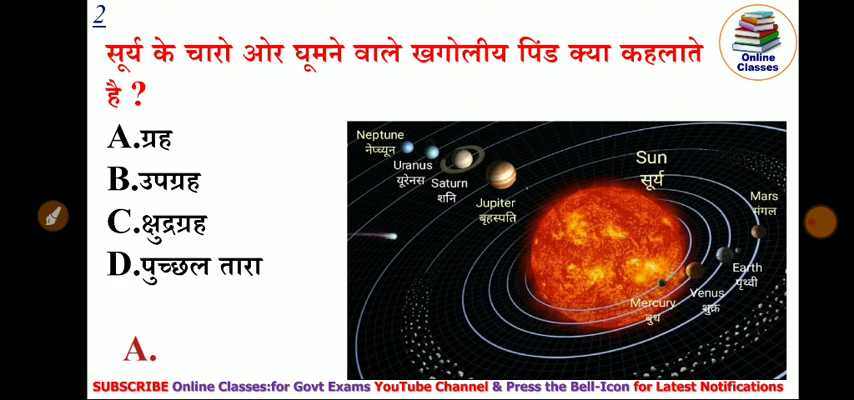 2
सूर्य के चारो ओर घूमने वाले खगोलीय पिंड क्या कहलाते
है ?
Online
Classes
A.ग्रह
B.उपग्रह
C.क्षुद्रग्रह
D.पुच्छल तारा
A.
Neptune
नेप्च्यून
Uranus
यूरेनस
Saturn
शनि
Jupiter
बृहस्पति
Sun
सूर्य
Mars
मंगल
Earth
पृथ्वी
Venus
शुक्र
Mercury
बुध
SUBSCRIBE Online Classes:for Govt Exams YouTube Channel & Press the Bell-Icon for Latest Notifications